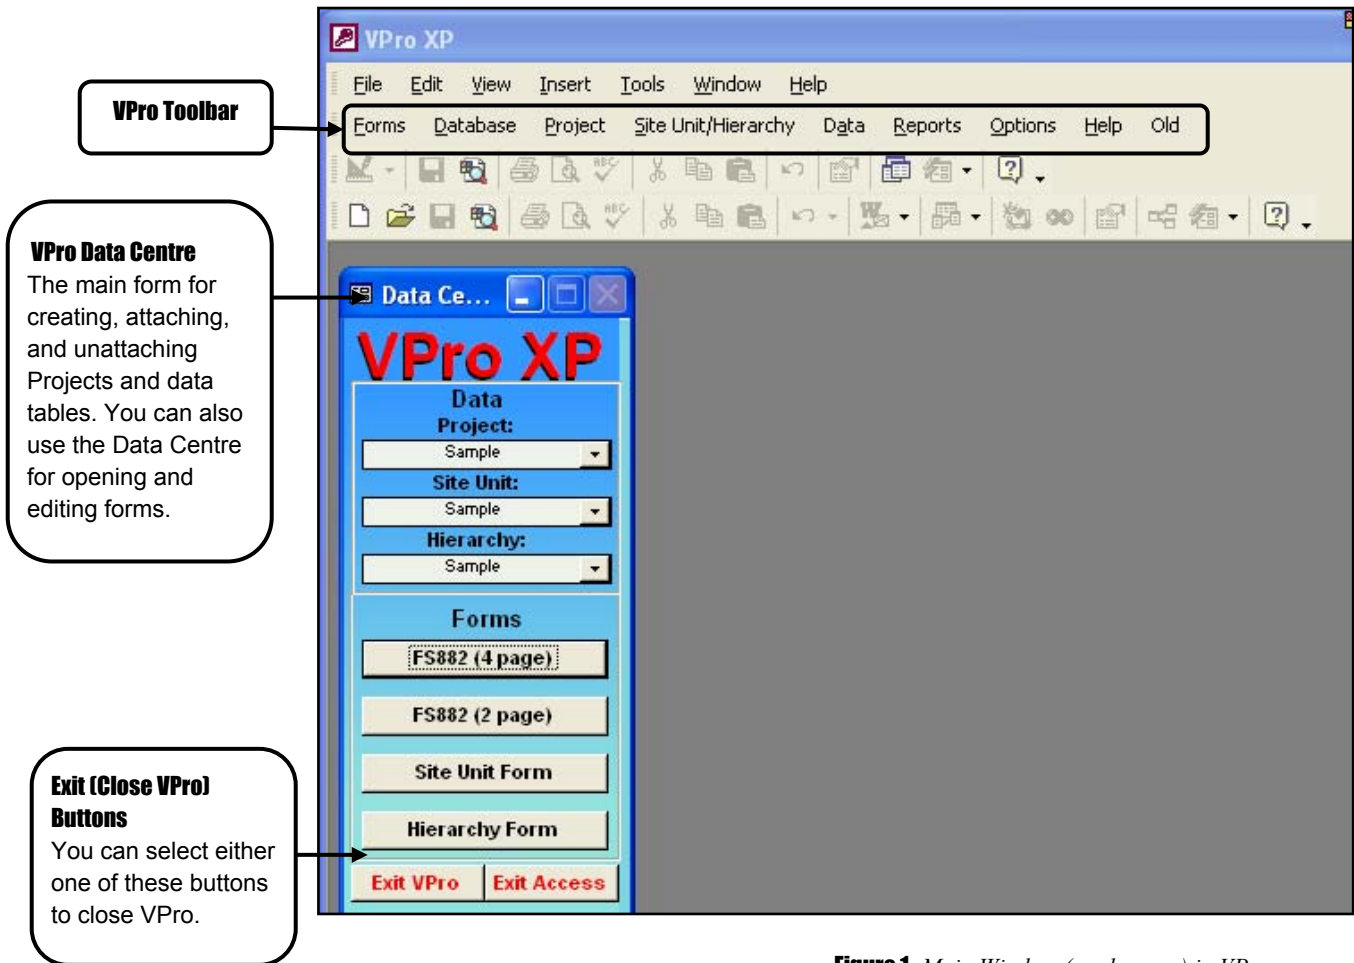 VPro XP
File Edit View Insert Tools Window Help
VPro Toolbar
Forms Database Project Site Unit/Hierarchy Data Reports Options Help Old
VPro Data Centre
The main form for
creating, attaching,
and unattaching
Projects and data
tables. You can also
use the Data Centre
for opening and
editing forms.
Data Ce...
VPro XP
Data
Project:
Sample
Site Unit:
Sample
Hierarchy:
Sample
Forms
FS882 (4 page)
FS882 (2 page)
Site Unit Form
Hierarchy Form
Exit VPro Exit Access
Exit (Close VPro)
Buttons
You can select either
one of these buttons
to close VPro.